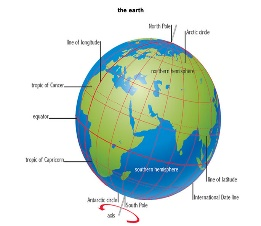 the earth
North Pole
Arctic circle
line of longitude
northern hemisphere
tropic of Cancer
equator
tropic of Capricorn
southern hemisphere
line of latitude
International Date line
Antarctic circle
South Pole
axis